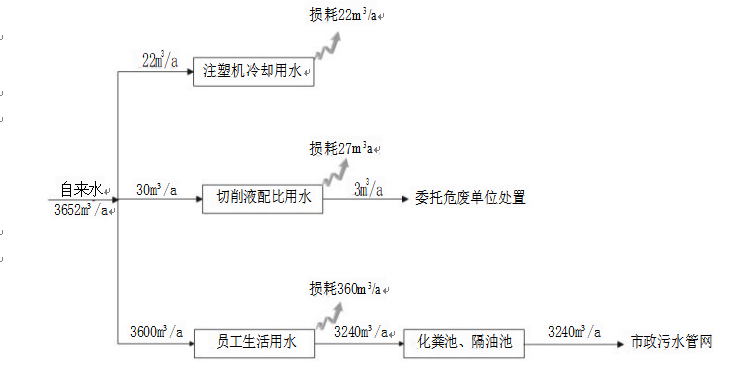 损耗22m³/a
22m³/a
注塑机冷却用水
损耗27m³a
自来水
3652m³/a
30m³/a
切削液配比用水
3m³/a
委托危废单位处置
损耗360m³/a
3600m³/a
员工生活用水
3240m³/a
化粪池、隔油池
3240m³/a
市政污水管网